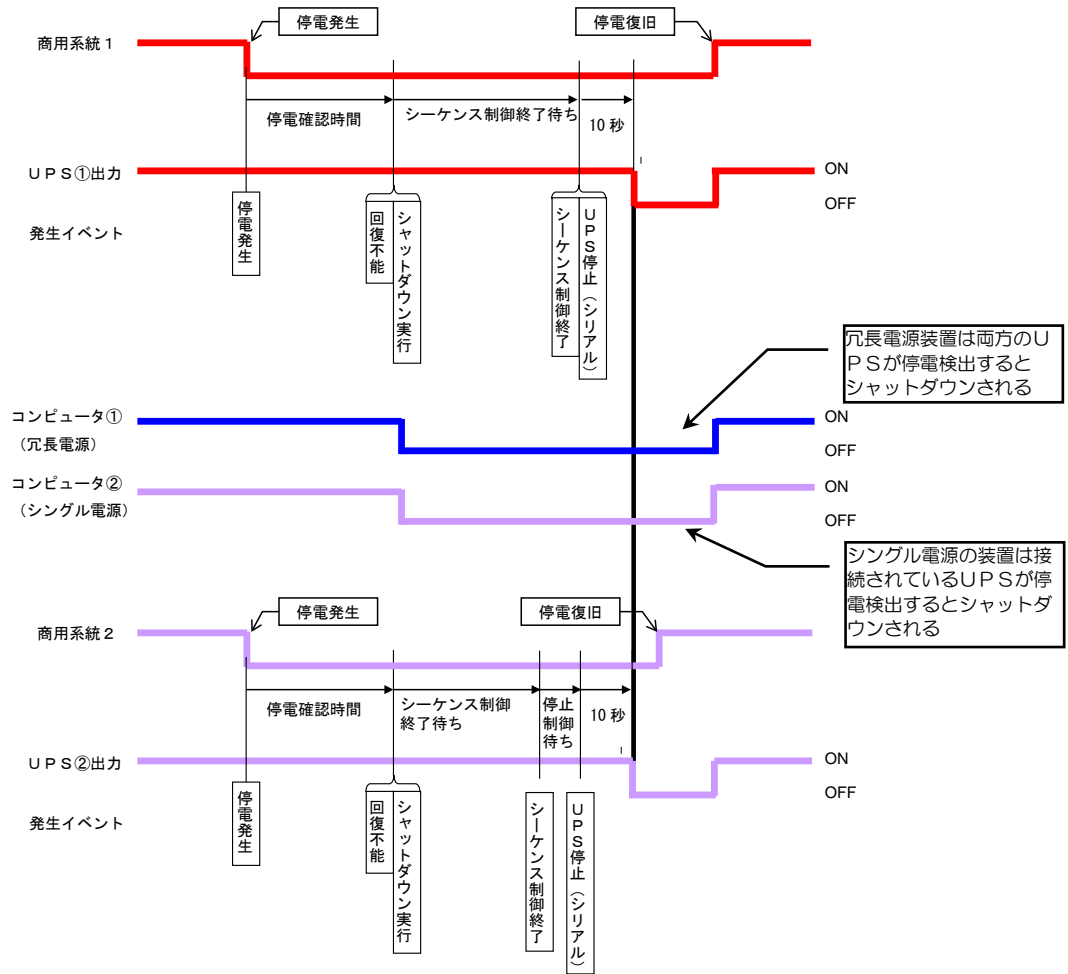 停電発生
停電復旧
商用系統１
停電確認時間
シーケンス制御終了待ち
10 秒
ＵＰＳ①出力
ON
OFF
発生イベント
停電発生
回復不能
シャットダウン実行
シーケンス制御終了
ＵＰＳ停止（シリアル）
冗長電源装置は両方のＵ
ＰＳが停電検出すると
シャットダウンされる
コンピュータ①
（冗長電源）
ON
OFF
コンピュータ②
（シングル電源）
ON
OFF
シングル電源の装置は接
続されているＵＰＳが停
電検出するとシャットダ
ウンされる
停電発生
停電復旧
商用系統２
停電確認時間
シーケンス制御
終了待ち
停止
制御
待ち
10 秒
ＵＰＳ②出力
ON
OFF
発生イベント
停電発生
回復不能
シャットダウン実行
シーケンス制御終了
ＵＰＳ停止（シリアル）